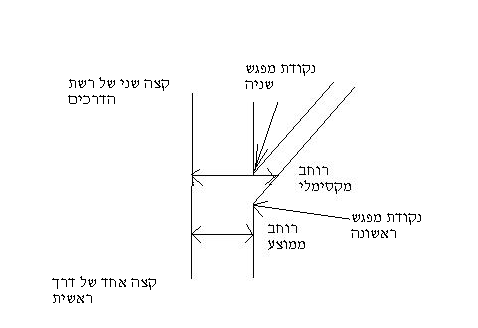 נקודת מפגש
שניה
קצה שני של רשת
הדרכים
רוחב
מקסימלי
נקודת מפגש
ראשונה
רוחב
ממוצע
קצה אחד של דרך
ראשית